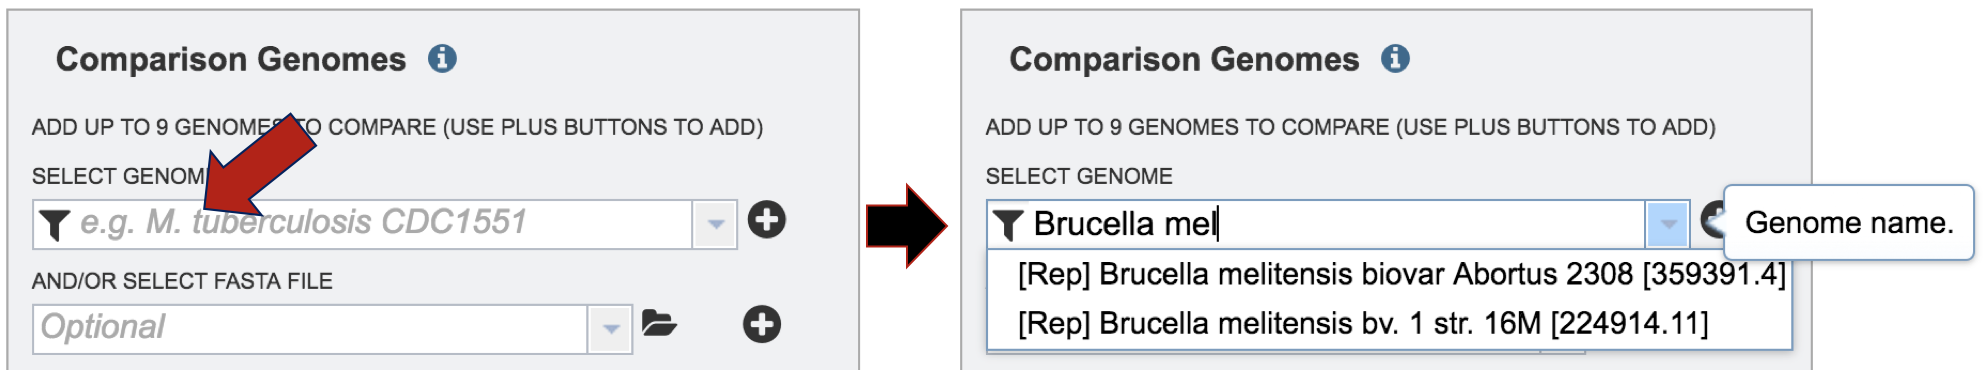 Comparison Genomes
ADD UP TO 9 GENOMES TO COMPARE (USE PLUS BUTTONS TO ADD)
SELECT GENOM
e.g. M. tuberculosis CDC1551
AND/OR SELECT FASTA FILE
Optional
Comparison Genomes
ADD UP TO 9 GENOMES TO COMPARE (USE PLUS BUTTONS TO ADD)
SELECT GENOME
Brucella mel
Genome name.
[Rep] Brucella melitensis biovar Abortus 2308 [359391.4]
[Rep] Brucella melitensis bv. 1 str. 16M [224914.11]